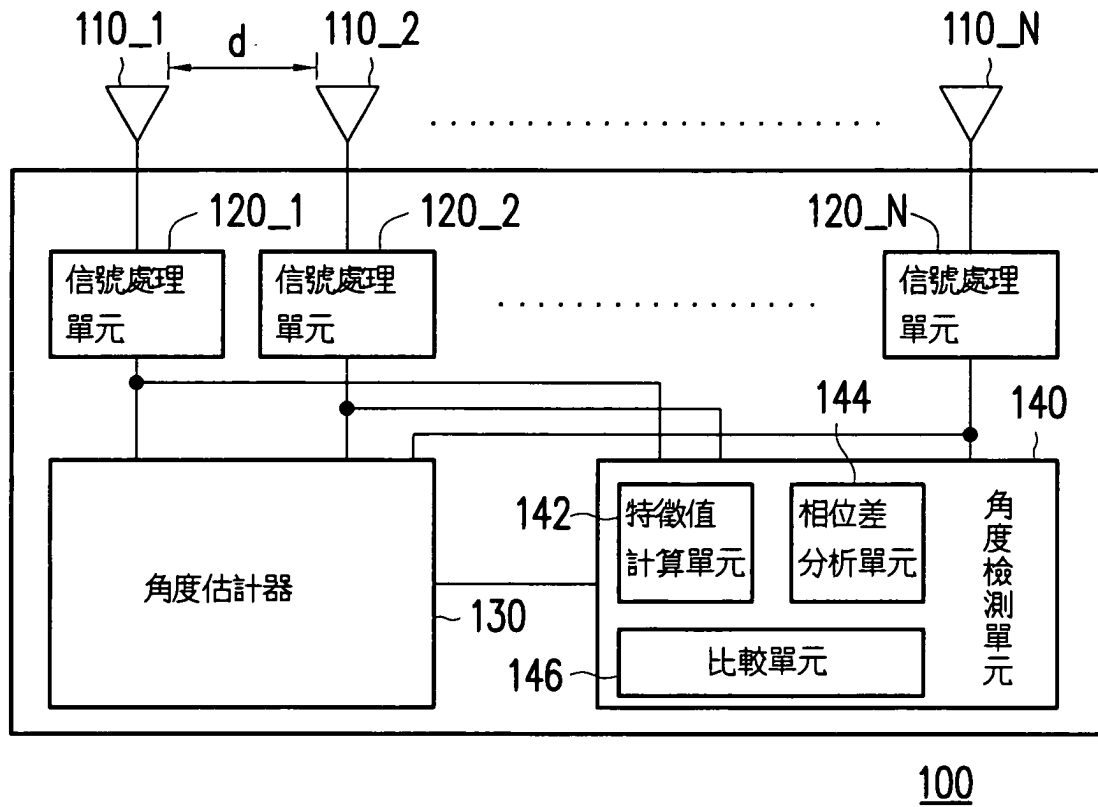 110_1
d
110_2
110_N
120_1
120_2
120_N
信號處理
單元
信號處理
單元
信號處理
單元
144
140
142
特徵值
計算單元
相位差
分析單元
角度檢測單元
角度估計器
130
146
比較單元
100